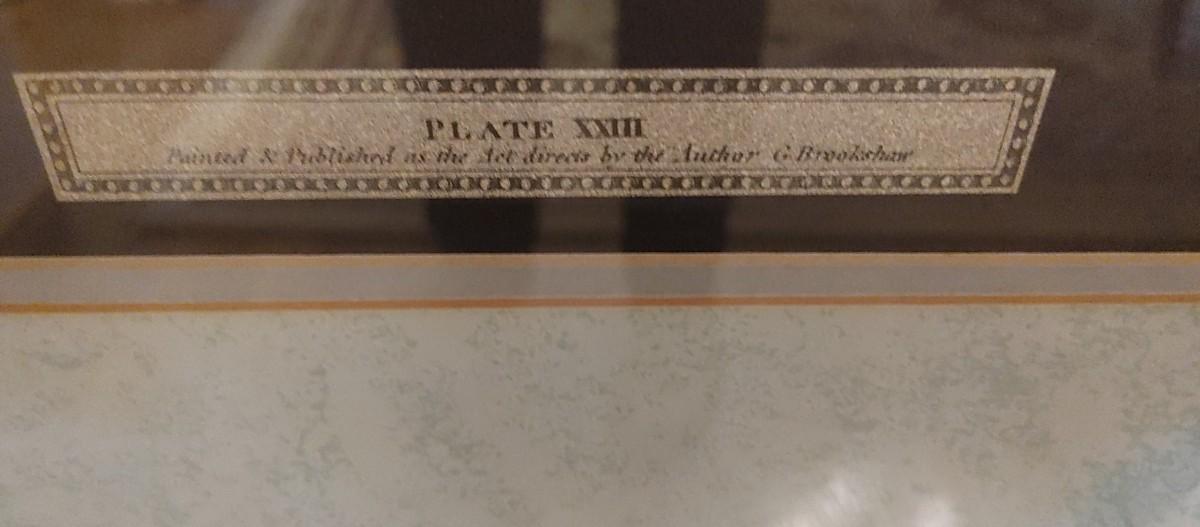 PLATE XXIII
Painted & Published as the Act directs by the Author G. Brookshaw